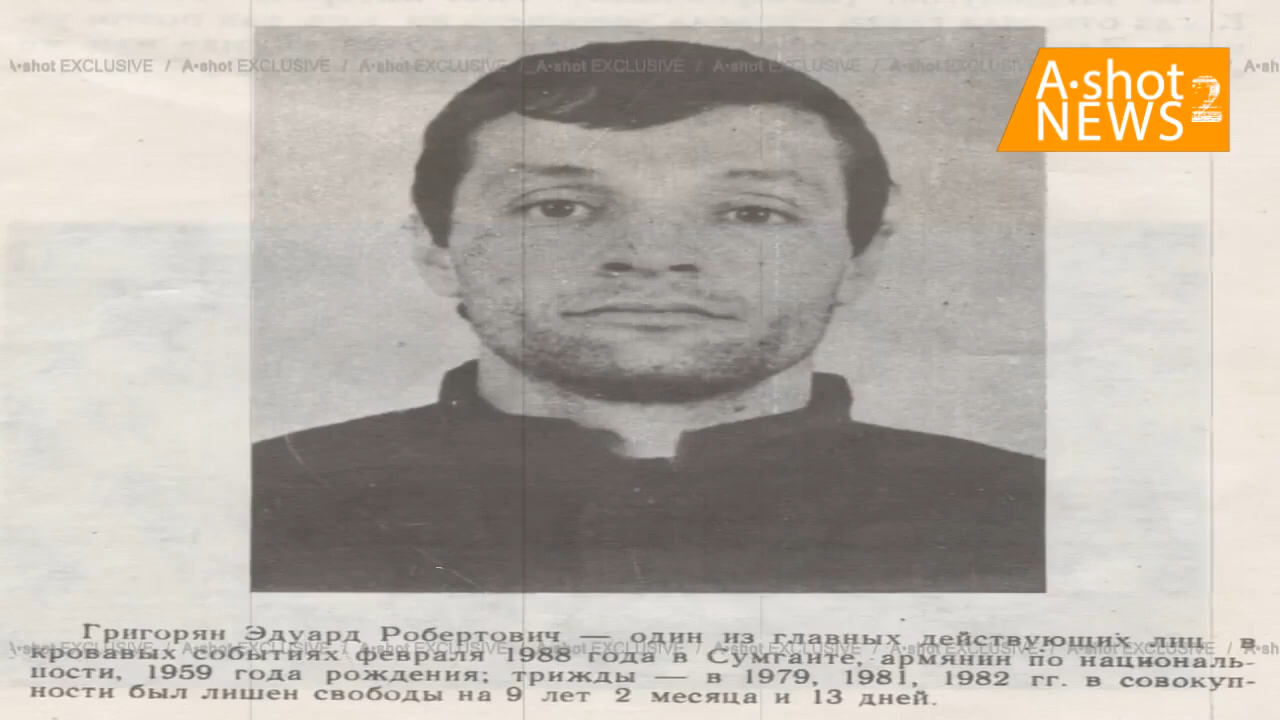 A•shot EXCLUSIVE / A•shot EXCLUSIVE / A•shot EXCLUSIVE / A•shot EXCLUSIVE / A•shot EXCLUSIVE / A•shot EXCLUSIVE / A•sh
A•shot
NEWS 2
Григорян Эдуард Робертович — один из главных действующих лиц в
кровавых событиях февраля 1988 года в Сумгаите, армянин по националь-
ности, 1959 года рождения; трижды — в 1979, 1981, 1982 гг. в совокуп-
ности был лишен свободы на 9 лет 2 месяца и 13 дней.